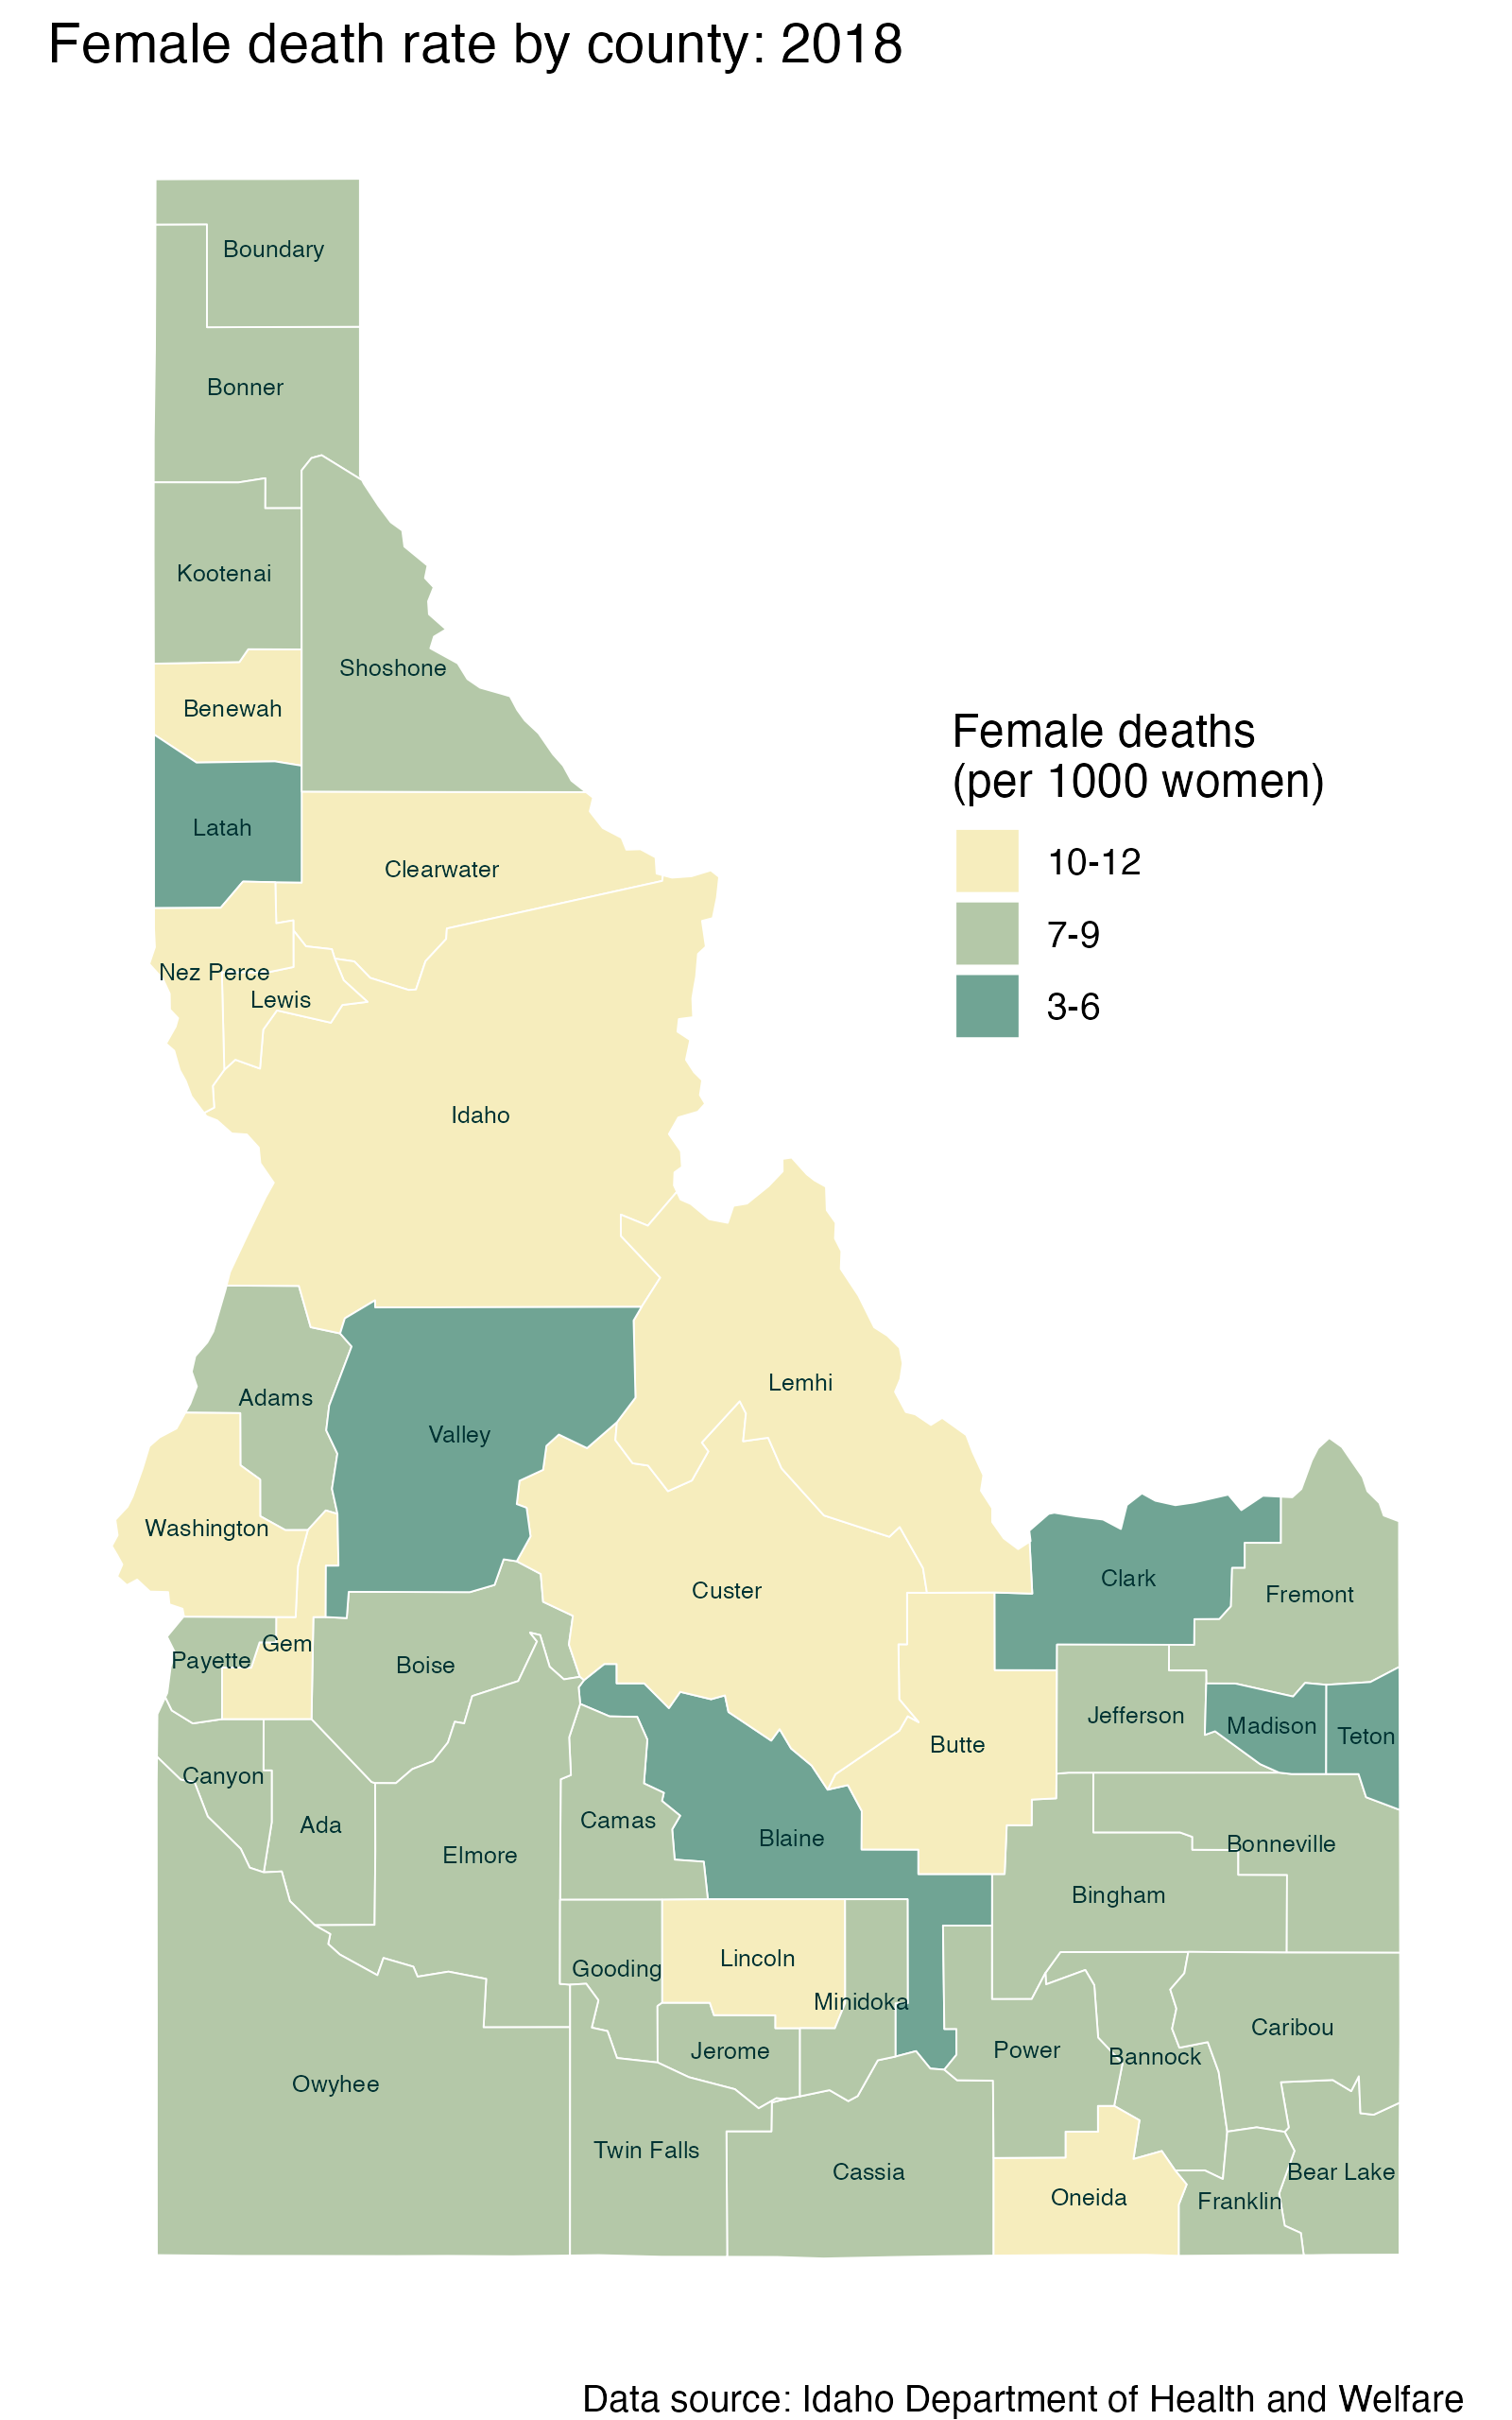 Female death rate by county: 2018
Boundary
Bonner
Kootenai
Shoshone
Benewah
Female deaths
(per 1000 women)
Latah
10-12
Clearwater
7-9
Nez Perce
Lewis
3-6
Idaho
Lemhi
Adams
Valley
Washington
Clark
Custer
Fremont
Gem
Payette
Boise
Jefferson
Madison
Teton
Butte
Canyon
Camas
Ada
Blaine
Bonneville
Elmore
Bingham
Lincoln
Gooding
Minidoka
Caribou
Jerome
Power
Bannock
Owyhee
Twin Falls
Cassia
Bear Lake
Oneida
Franklin
Data source: Idaho Department of Health and Welfare